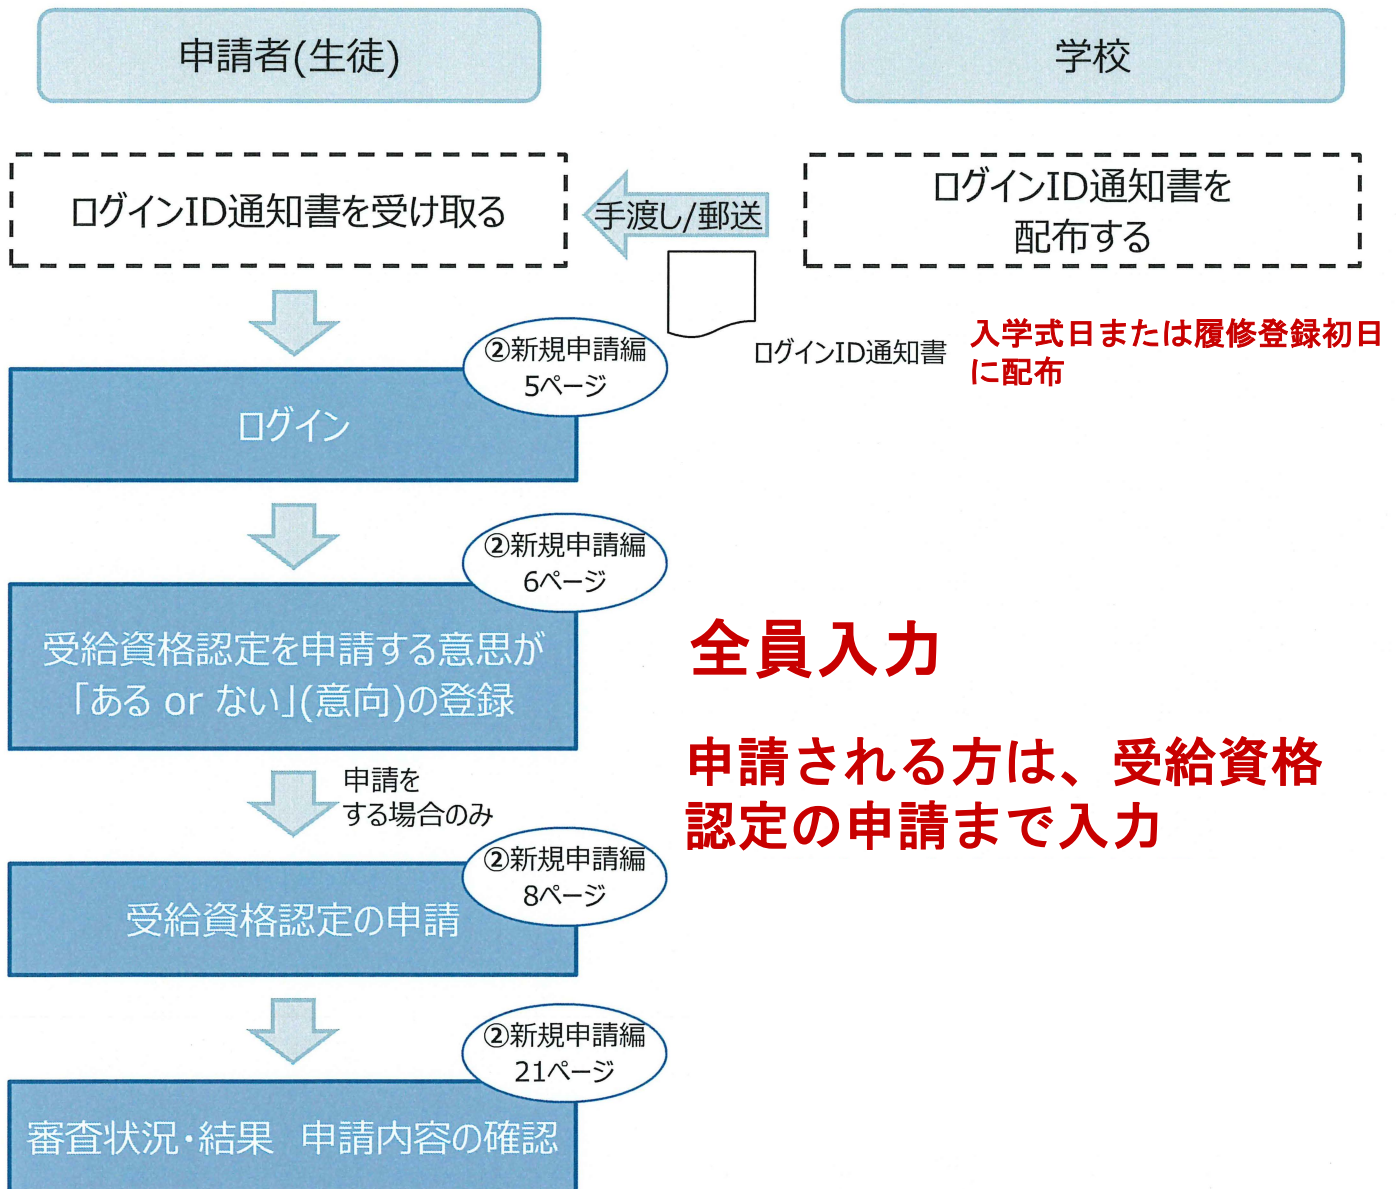 申請者(生徒)
学校
ログインID通知書を受け取る
手渡し/郵送
ログインID通知書を
配布する
ログインID通知書
入学式日または履修登録初日
に配布
②新規申請編
5ページ
ログイン
②新規申請編
6ページ
受給資格認定を申請する意思が
「ある or ない」(意向)の登録
全員入力
申請される方は、受給資格
認定の申請まで入力
申請を
する場合のみ
②新規申請編
8ページ
受給資格認定の申請
②新規申請編
21ページ
審査状況・結果　申請内容の確認